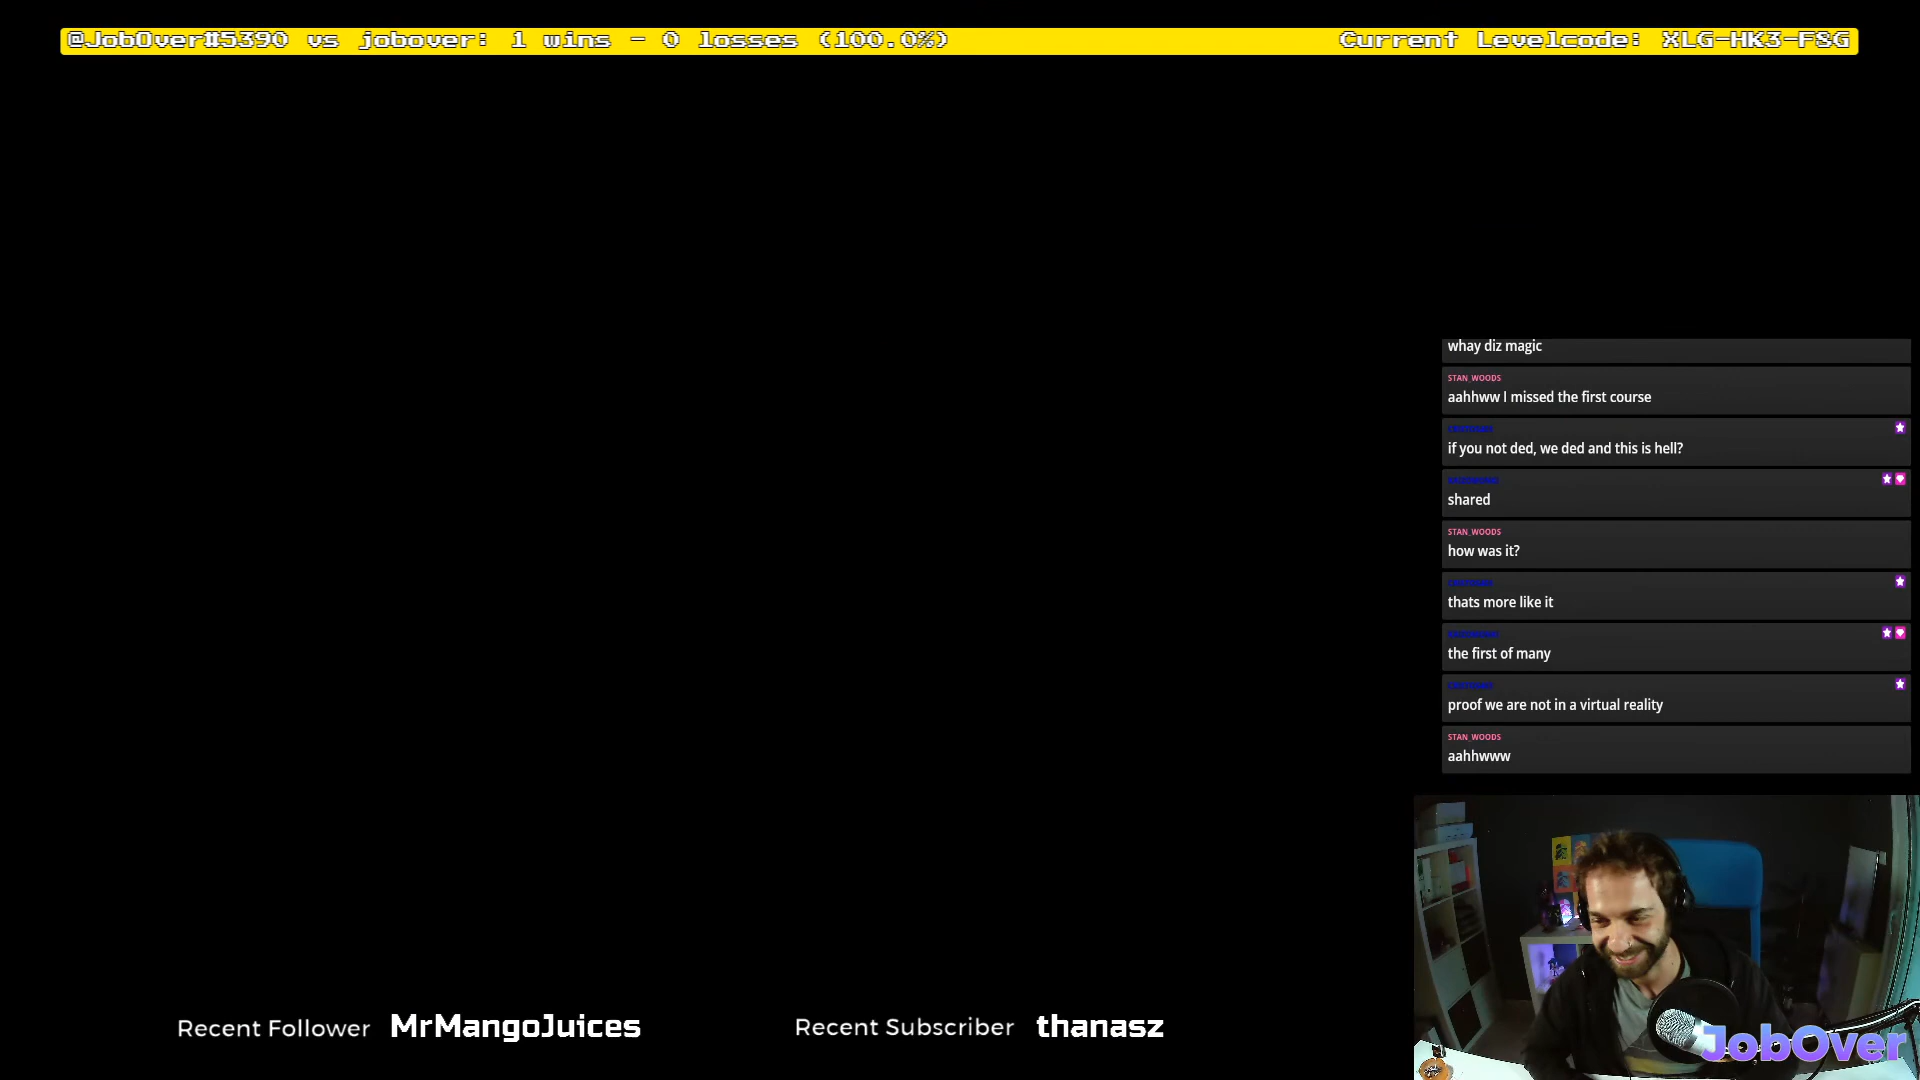 @JobOver#5390 vs jobover: 1 wins - 0 losses (100.0%)
Current Levelcode: XLG-HK3-F8G
whay diz magic
STAN_WOODS
aahhww I missed the first course
if you not ded, we ded and this is hell?
shared
STAN_WOODS
how was it?
thats more like it
the first of many
proof we are not in a virtual reality
STAN_WOODS
aahhwww
Recent Follower MrMangoJuices
Recent Subscriber thanasz
JobOver